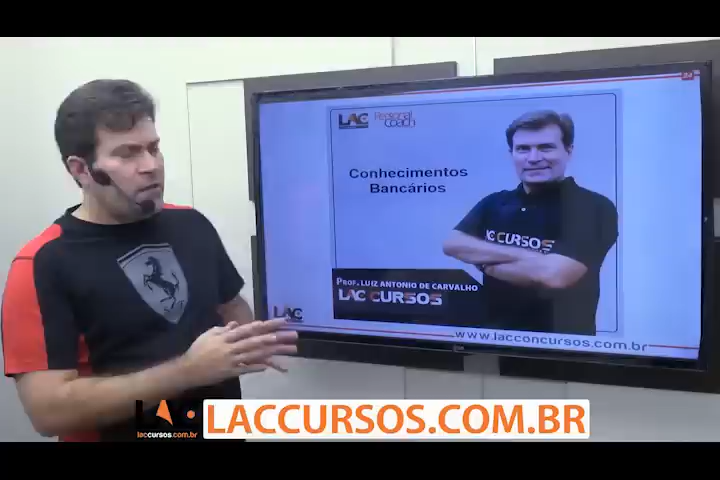 24
LAC
Regional
Coach
Conhecimentos
Bancários
LAC CURSOS
PROF. LUIZ ANTONIO DE CARVALHO
LAC CURSOS
LAC
www.lacconcursos.com.br
LACCURSOS.COM.BR
laccursos.com.br